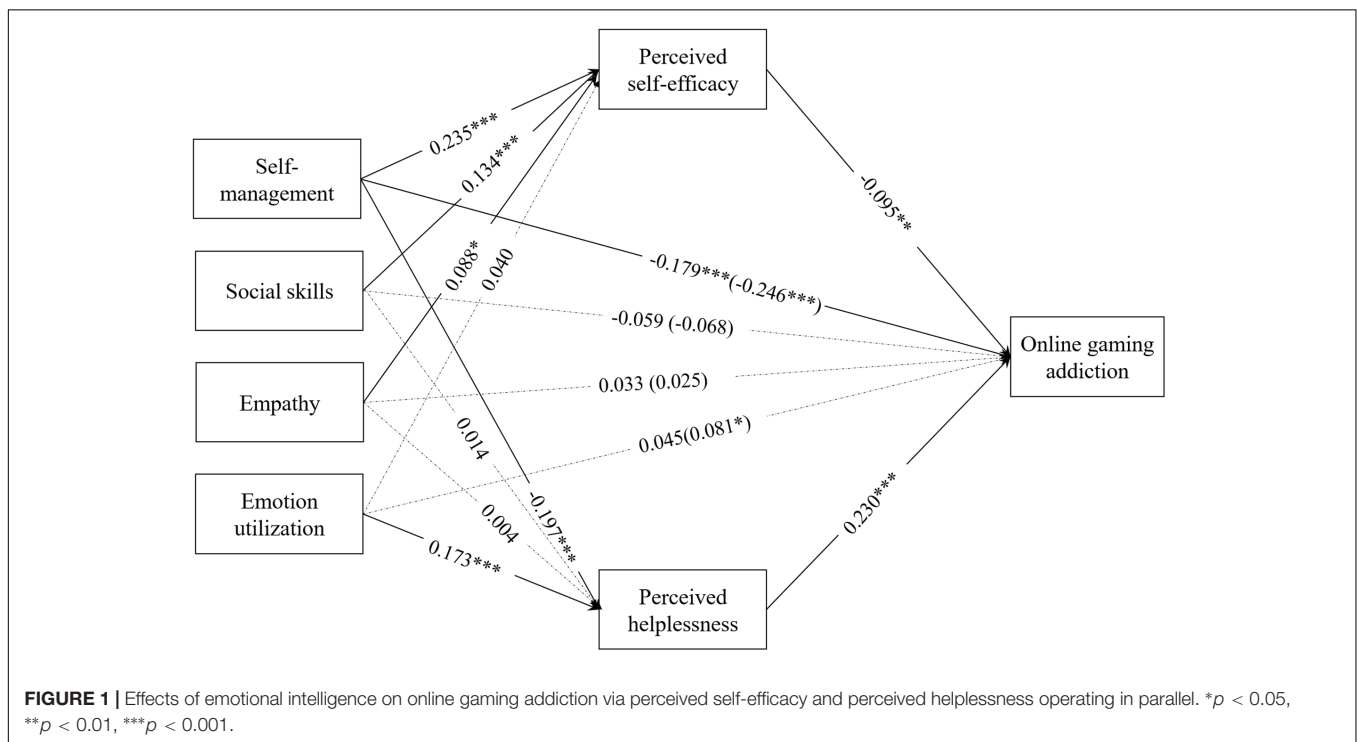 Perceived
self-efficacy
0.235***
Self-
management
0.134***
-0.095**
0.088*
0.040
-0.179***(-0.246***)
Social skills
-0.059 (-0.068)
Online gaming
addiction
0.033 (0.025)
Empathy
0.014
0.045(0.081*)
Emotion
utilization
0.004
-0.197***
0.230***
0.173***
Perceived
helplessness
FIGURE 1 | Effects of emotional intelligence on online gaming addiction via perceived self-efficacy and perceived helplessness operating in parallel. *p < 0.05,
**p < 0.01, ***p < 0.001.